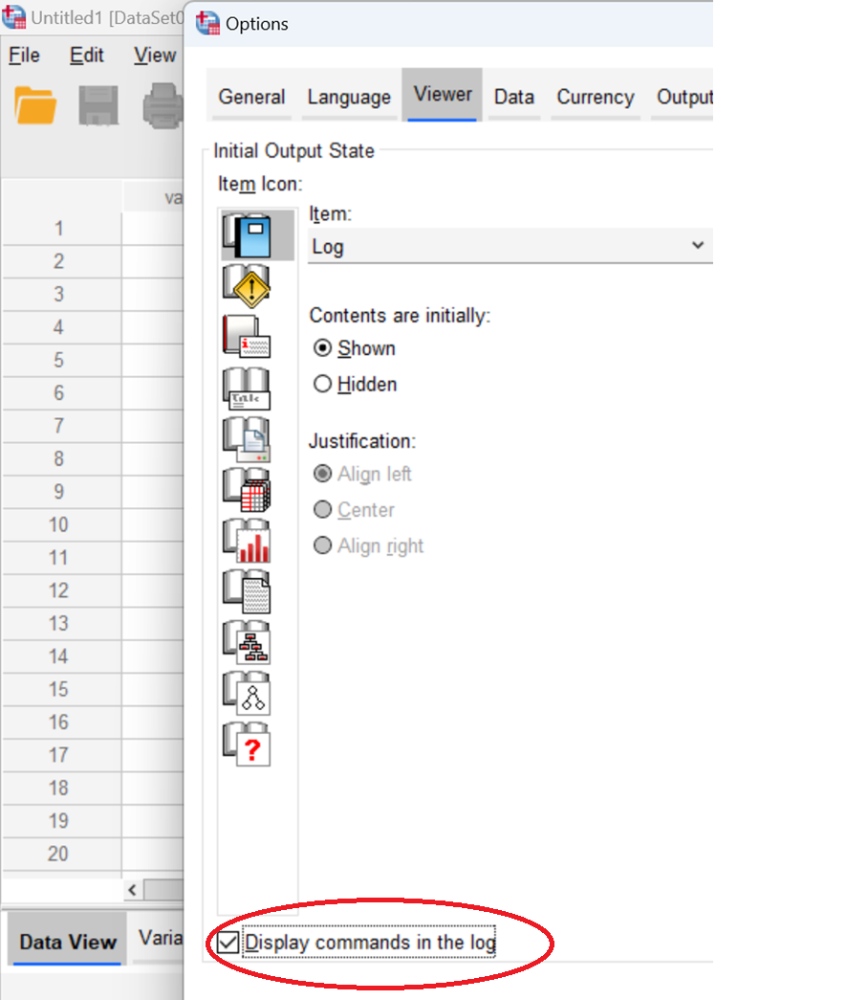 Untitled1 [DataSet0
Options
File Edit View
General Language Viewer Data Currency Output
Initial Output State
Item Icon:
Item:
Log
Contents are initially:
Shown
Hidden
Justification:
Align left
Center
Align right
Title
va
1
2
3
4
5
6
7
8
9
10
11
12
13
14
15
16
17
18
19
20
Display commands in the log
Data View Varia